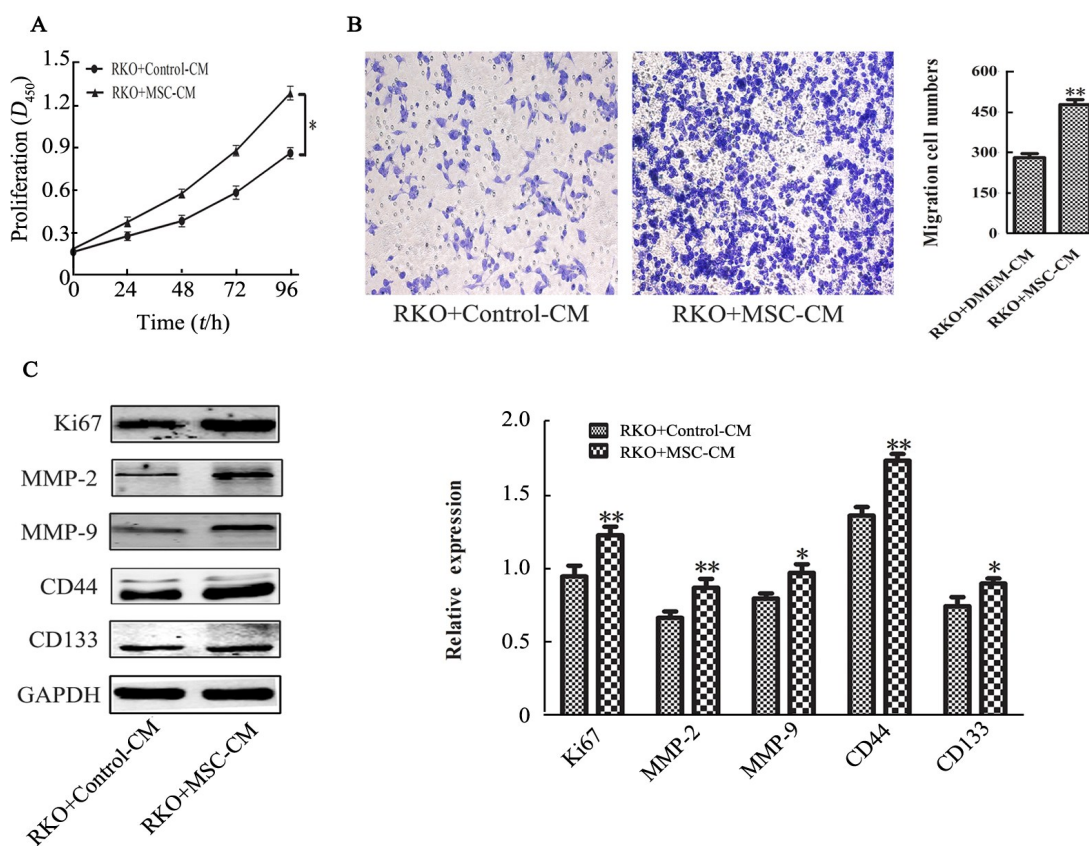 A
1.5
1.2
0.9
0.6
0.3
0
Proliferation (D450)
RKO+Control-CM
RKO+MSC-CM
*
0 24 48 72 96
Time (t/h)
B
RKO+Control-CM
RKO+MSC-CM
600
450
300
150
0
Migration cell numbers
**
RKO+DMEM-CM
RKO+MSC-CM
C
Ki67
MMP-2
MMP-9
CD44
CD133
GAPDH
RKO+Control-CM
RKO+MSC-CM
2.0
1.5
1.0
0.5
0
Relative expression
RKO+Control-CM
RKO+MSC-CM
**
**
*
**
*
Ki67
MMP-2
MMP-9
CD44
CD133